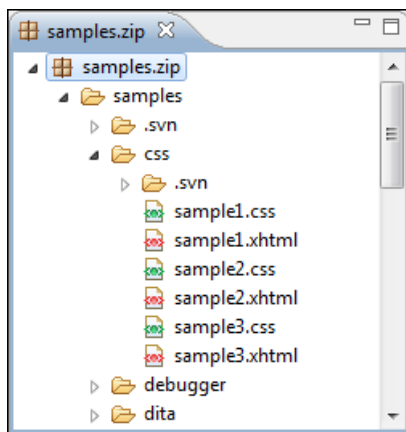 samples.zip
samples.zip
samples
.svn
css
.svn
sample1.css
sample1.xhtml
sample2.css
sample2.xhtml
sample3.css
sample3.xhtml
debugger
dita